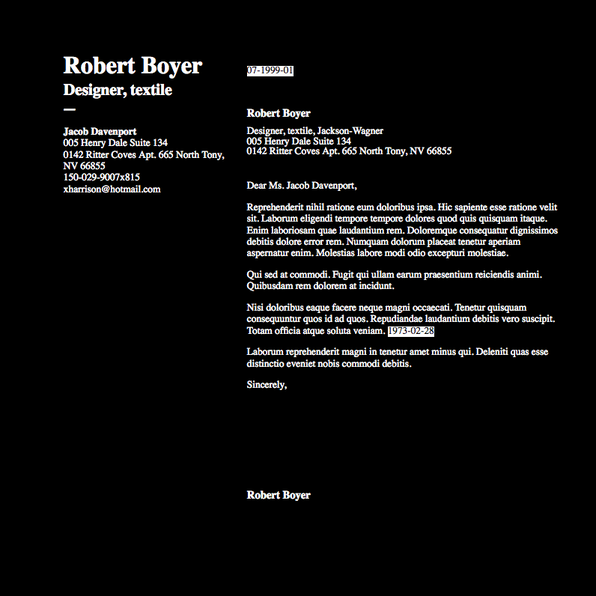 Robert Boyer
Designer, textile
Jacob Davenport
005 Henry Dale Suite 134
0142 Ritter Coves Apt. 665 North Tony,
NV 66855
150-029-9007x815
xharrison@hotmail.com
07-1999-01
Robert Boyer
Designer, textile, Jackson-Wagner
005 Henry Dale Suite 134
0142 Ritter Coves Apt. 665 North Tony, NV 66855
Dear Ms. Jacob Davenport,
Reprehenderit nihil ratione eum doloribus ipsa. Hic sapiente esse ratione velit
sit. Laborum eligendi tempore tempore dolores quod quis quisquam itaque.
Enim laboriosam quae laudantium rem. Doloremque consequatur dignissimos
debitis dolore error rem. Numquam dolorum placeat tenetur aperiam
aspernatur enim. Molestias labore modi odio excepturi molestiae.
Qui sed at commodi. Fugit qui ullam earum praesentium reiciendis animi.
Quibusdam rem dolorem at incidunt.
Nisi doloribus eaque facere neque magni occaecati. Tenetur quisquam
consequuntur quos id ad quos. Repudiandae laudantium debitis vero suscipit.
Totam officia atque soluta veniam. 1973-02-28
Laborum reprehenderit magni in tenetur amet minus qui. Deleniti quas esse
distinctio eveniet nobis commodi debitis.
Sincerely,
Robert Boyer